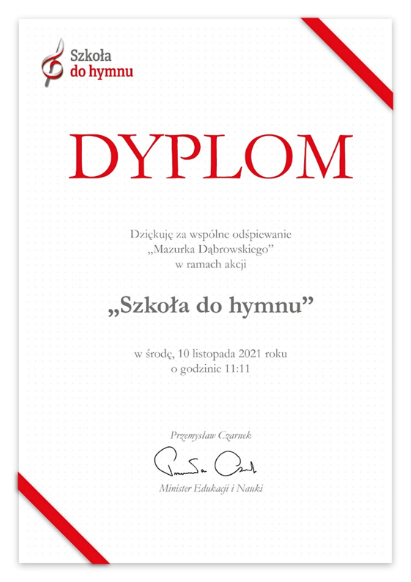 Szkoła
do hymnu
DYPLOM
Dziękuję za wspólne odśpiewanie
„Mazurka Dąbrowskiego”
w ramach akcji
„Szkoła do hymnu”
w środę, 10 listopada 2021 roku
o godzinie 11:11
Przemysław Czarnek
Minister Edukacji i Nauki